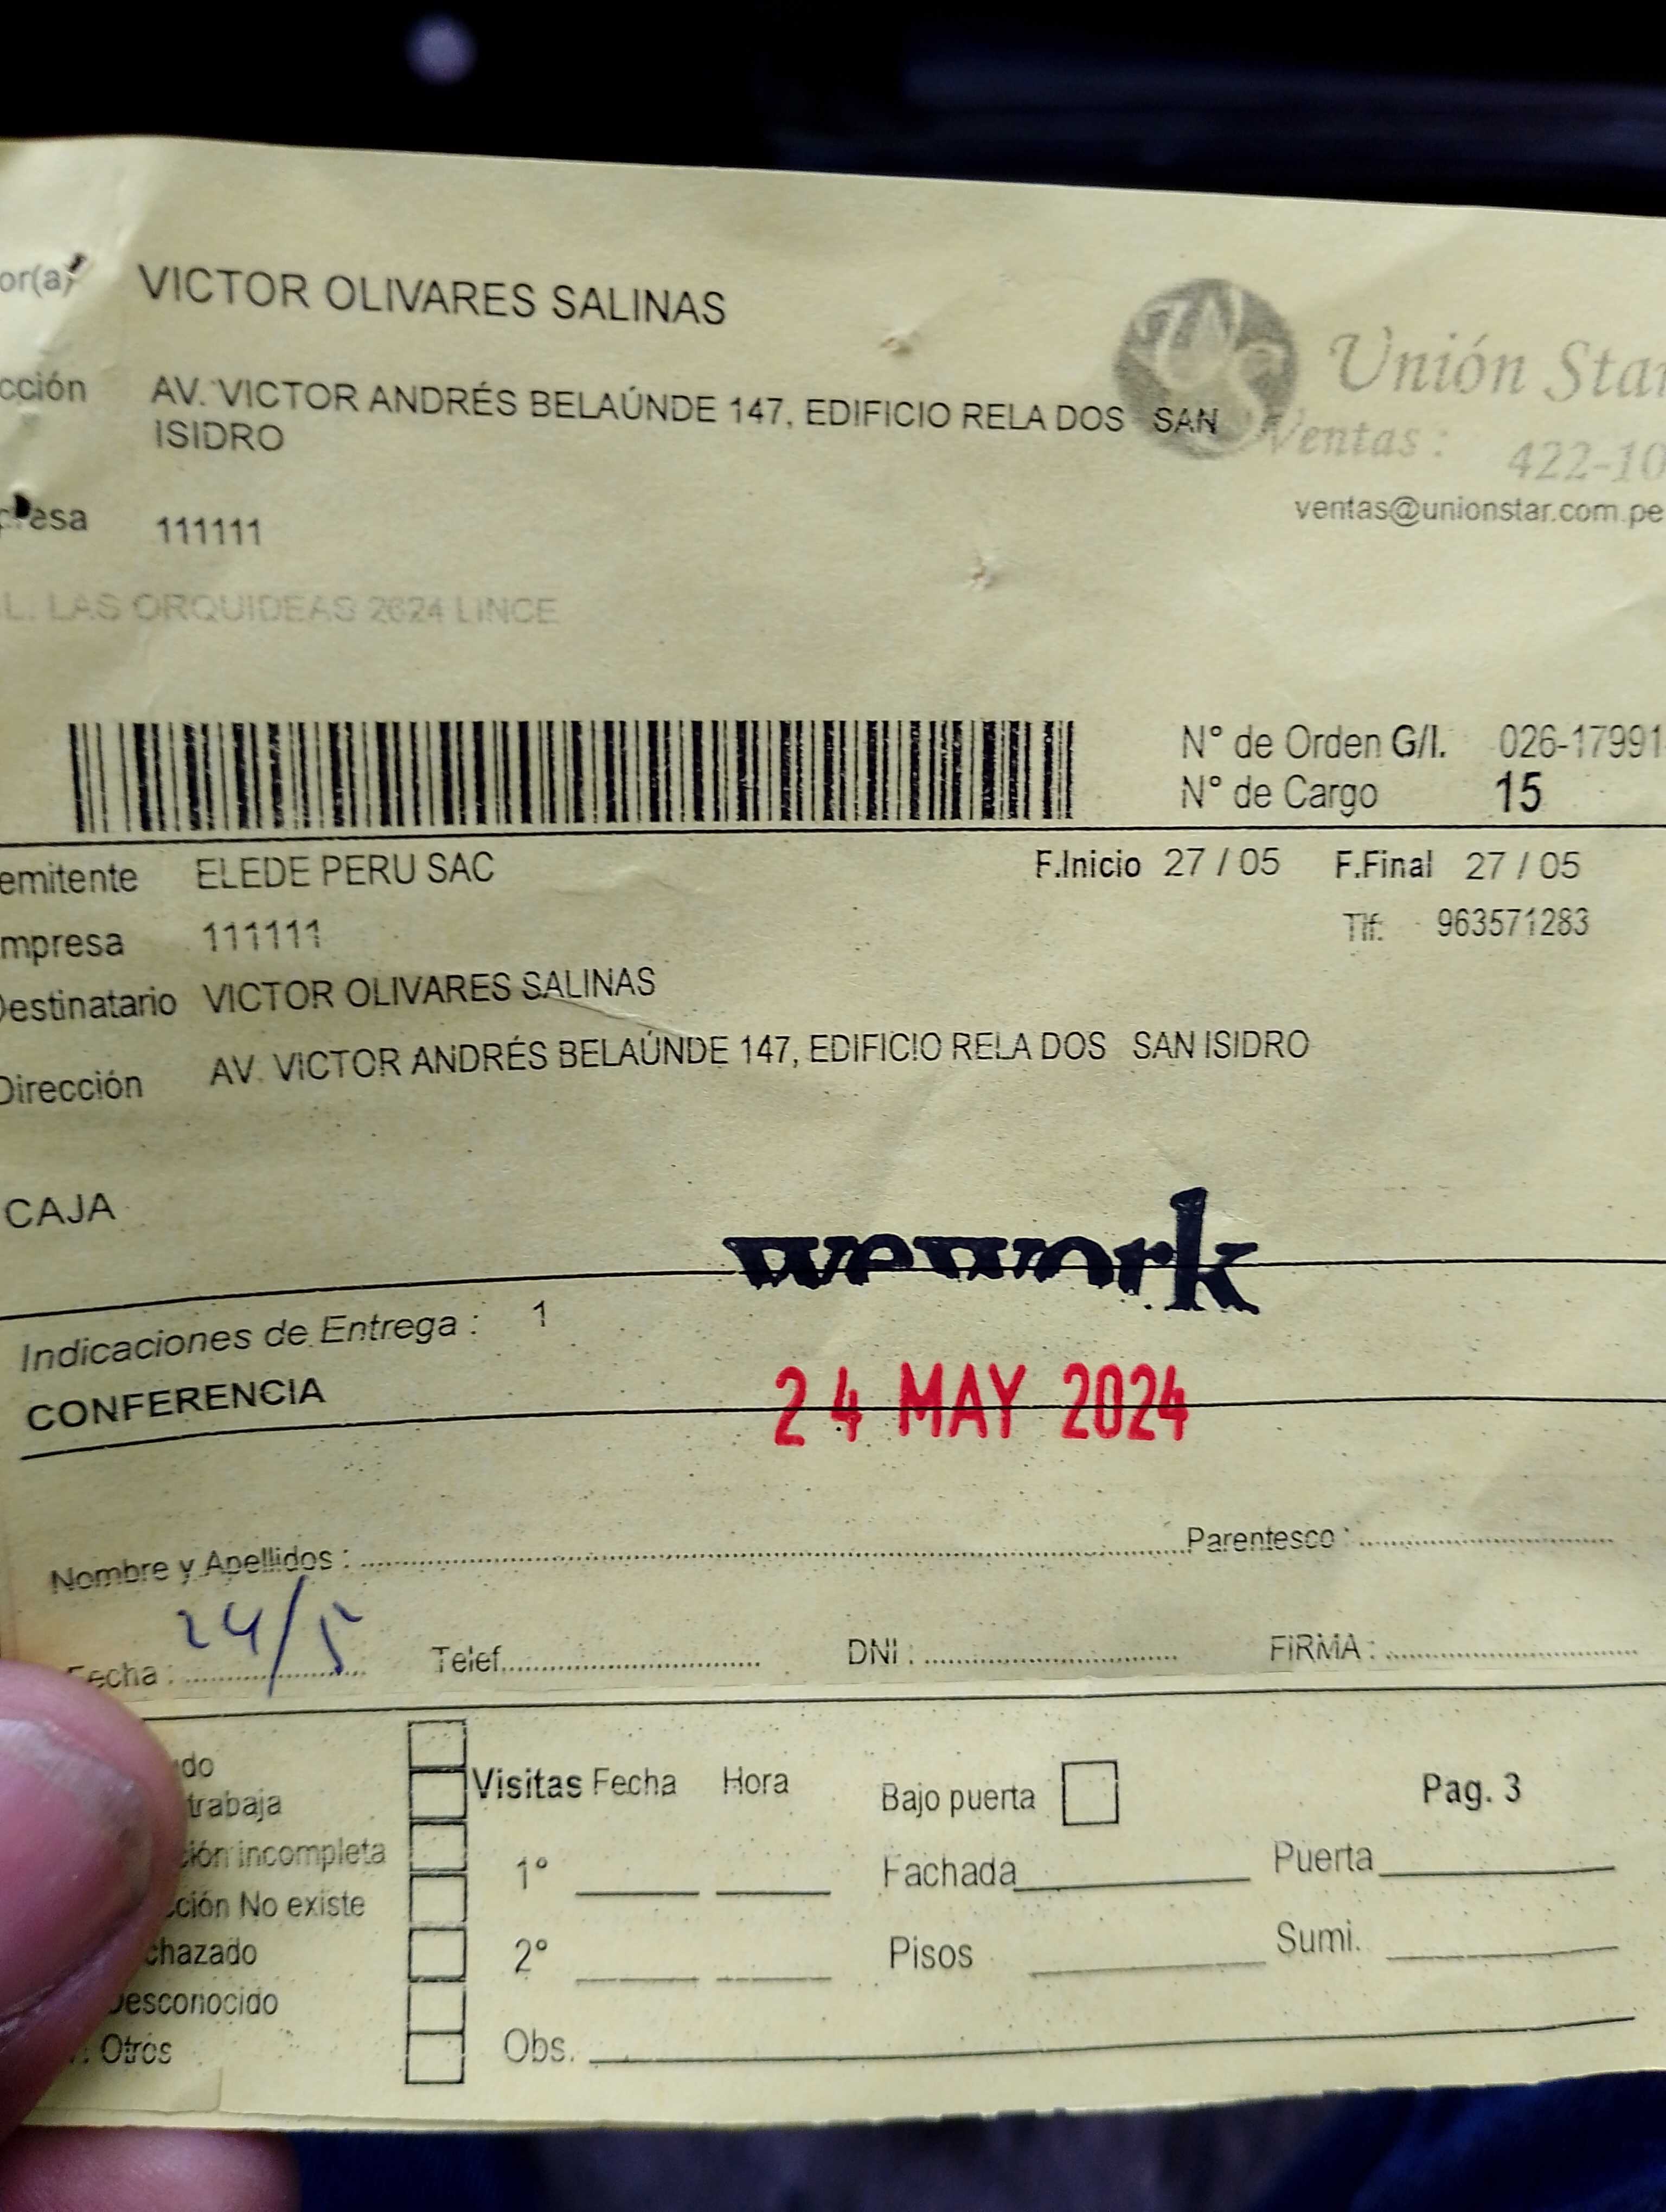 or(a) VICTOR OLIVARES SALINAS
Unión Star
cción AV. VICTOR ANDRÉS BELAÚNDE 147, EDIFICIO RELA DOS SAN
ISIDRO
Ventas: 422-10
ventas@unionstar.com.pe
esa 111111
L. LAS ORQUIDEAS 2624 LINCE
N° de Orden G/I. 026-17991
N° de Cargo 15
emitente ELEDE PERU SAC
F.Inicio 27 / 05 F.Final 27 / 05
mpresa 111111
Tlf: 963571283
Destinatario VICTOR OLIVARES SALINAS
Dirección AV. VICTOR ANDRÉS BELAÚNDE 147, EDIFICIO RELA DOS SAN ISIDRO
CAJA
wework
Indicaciones de Entrega : 1
CONFERENCIA
24 MAY 2024
Nombre y Apellidos : Parentesco :
24/5
Fecha : Telef. DNI : FIRMA :
do
trabaja
Visitas Fecha Hora Bajo puerta Pag. 3
ción incompleta
1° Fachada Puerta
cción No existe
chazado 2° Pisos Sumi.
Desconocido
Otros Obs.